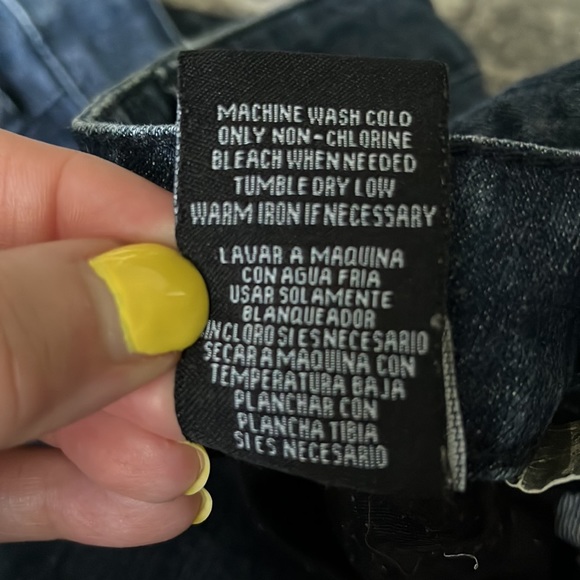 MACHINE WASH COLD
ONLY NON-CHLORINE
BLEACH WHEN NEEDED
TUMBLE DRY LOW
WARM IRON IF NECESSARY
LAVAR A MAQUINA
CON AGUA FRIA
USAR SOLAMENTE
BLANQUEADOR
INCLORO SI ES NECESARIO
SECAR A MAQUINA CON
TEMPERATURA BAJA
PLANCHAR CON
PLANCHA TIBIA
SI ES NECESARIO